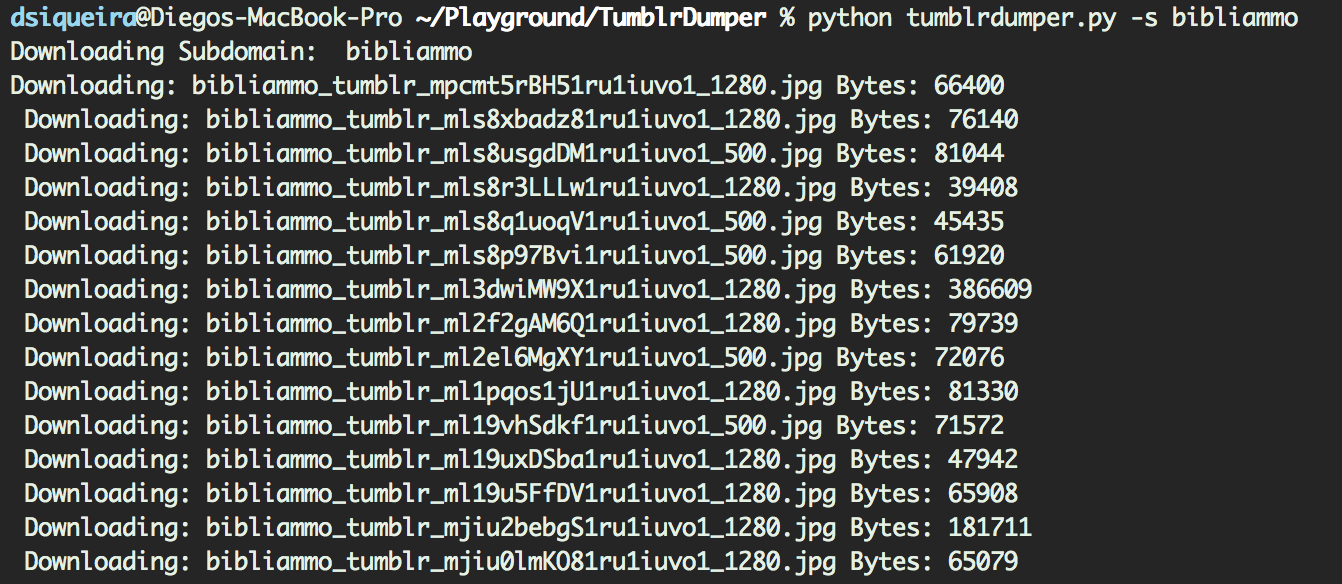 dsiqueira@Diegos-MacBook-Pro ~/Playground/TumblrDumper % python tumblrdumper.py -s bibliammo
Downloading Subdomain:  bibliammo
Downloading: bibliammo_tumblr_mpcmt5rBH51ru1iuvo1_1280.jpg Bytes: 66400
Downloading: bibliammo_tumblr_mls8xbadz81ru1iuvo1_1280.jpg Bytes: 76140
Downloading: bibliammo_tumblr_mls8usgdDM1ru1iuvo1_500.jpg Bytes: 81044
Downloading: bibliammo_tumblr_mls8r3LLLw1ru1iuvo1_1280.jpg Bytes: 39408
Downloading: bibliammo_tumblr_mls8q1uoqV1ru1iuvo1_500.jpg Bytes: 45435
Downloading: bibliammo_tumblr_mls8p97Bvi1ru1iuvo1_500.jpg Bytes: 61920
Downloading: bibliammo_tumblr_ml3dwiMW9X1ru1iuvo1_1280.jpg Bytes: 386609
Downloading: bibliammo_tumblr_ml2f2gAM6Q1ru1iuvo1_1280.jpg Bytes: 79739
Downloading: bibliammo_tumblr_ml2el6MgXY1ru1iuvo1_500.jpg Bytes: 72076
Downloading: bibliammo_tumblr_ml1pqos1jU1ru1iuvo1_1280.jpg Bytes: 81330
Downloading: bibliammo_tumblr_ml19vhSdkf1ru1iuvo1_500.jpg Bytes: 71572
Downloading: bibliammo_tumblr_ml19uxDSba1ru1iuvo1_1280.jpg Bytes: 47942
Downloading: bibliammo_tumblr_ml19u5FfDV1ru1iuvo1_1280.jpg Bytes: 65908
Downloading: bibliammo_tumblr_mjiu2bebgS1ru1iuvo1_1280.jpg Bytes: 181711
Downloading: bibliammo_tumblr_mjiu0lmKO81ru1iuvo1_1280.jpg Bytes: 65079